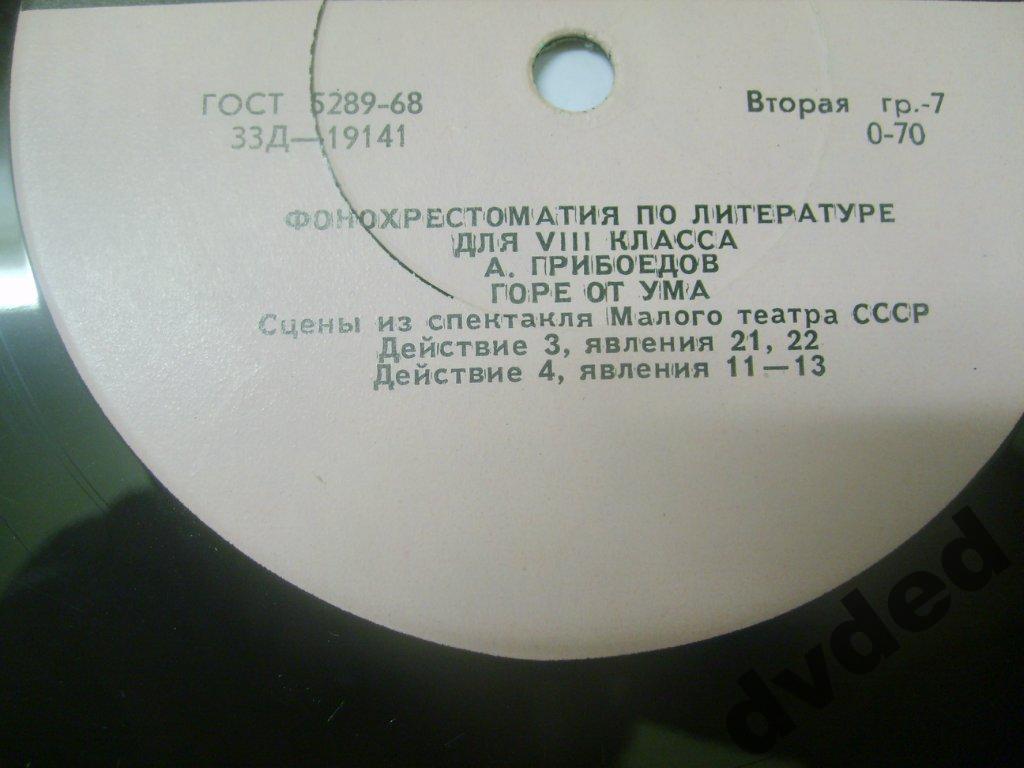 ГОСТ 5289-68
Вторая гр.-7
33Д—19141
0-70
ФОНОХРЕСТОМАТИЯ ПО ЛИТЕРАТУРЕ
ДЛЯ VIII КЛАССА
А. ПРИБОЕДОВ
ГОРЕ ОТ УМА
Сцены из спектакля Малого театра СССР
Действие 3, явления 21, 22
Действие 4, явления 11—13
dvded